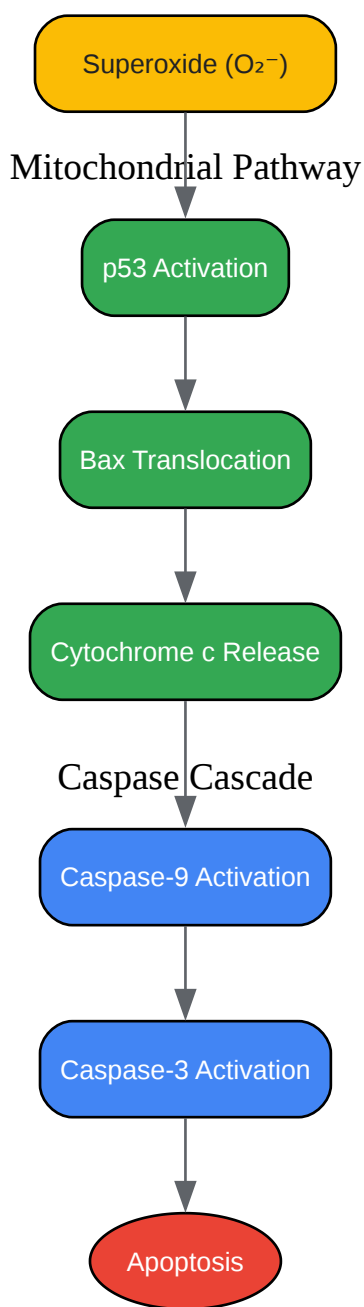 Superoxide (O₂⁻)
Mitochondrial Pathway
p53 Activation
Bax Translocation
Cytochrome c Release
Caspase Cascade
Caspase-9 Activation
Caspase-3 Activation
Apoptosis